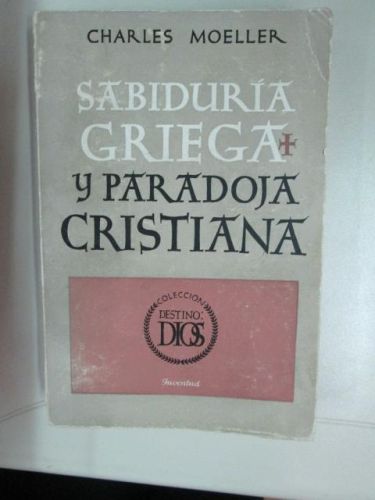 CHARLES MOELLER
SABIDURÍA
GRIEGA
Y PARADOJA
CRISTIANA
COLECCION
DESTINO:
DIOS
Juventud